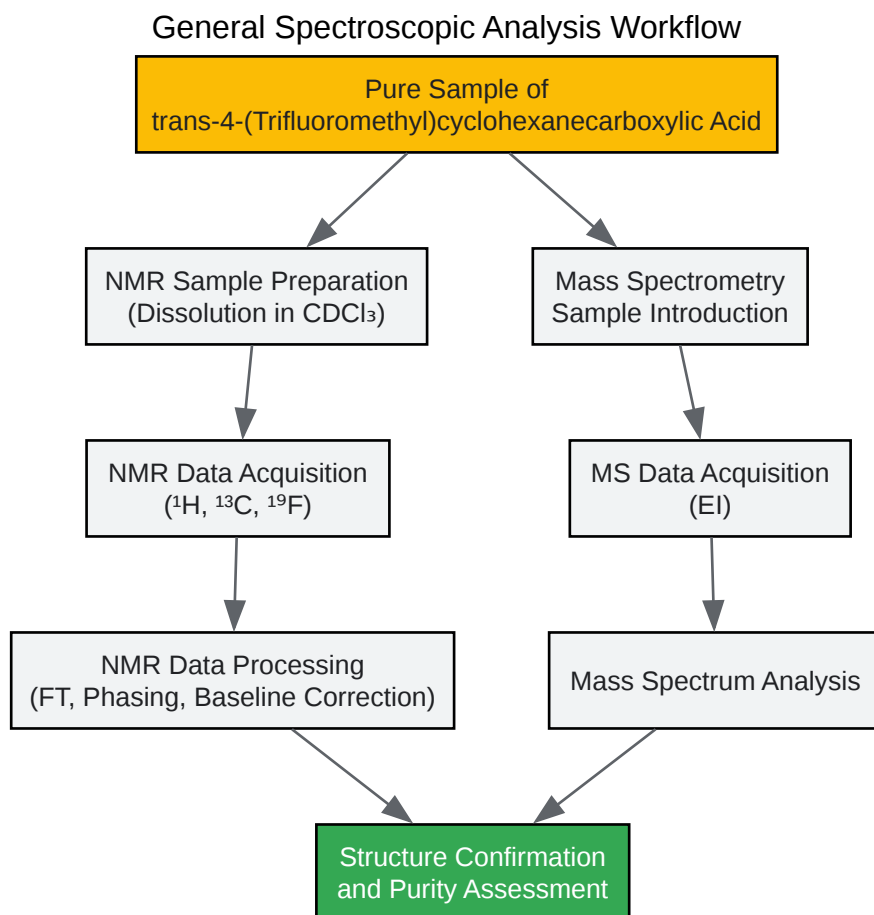 General Spectroscopic Analysis Workflow
Pure Sample of
trans-4-(Trifluoromethyl)cyclohexanecarboxylic Acid
NMR Sample Preparation
(Dissolution in CDCl₃)
Mass Spectrometry
Sample Introduction
NMR Data Acquisition
(¹H, ¹³C, ¹⁹F)
MS Data Acquisition
(EI)
NMR Data Processing
(FT, Phasing, Baseline Correction)
Mass Spectrum Analysis
Structure Confirmation
and Purity Assessment